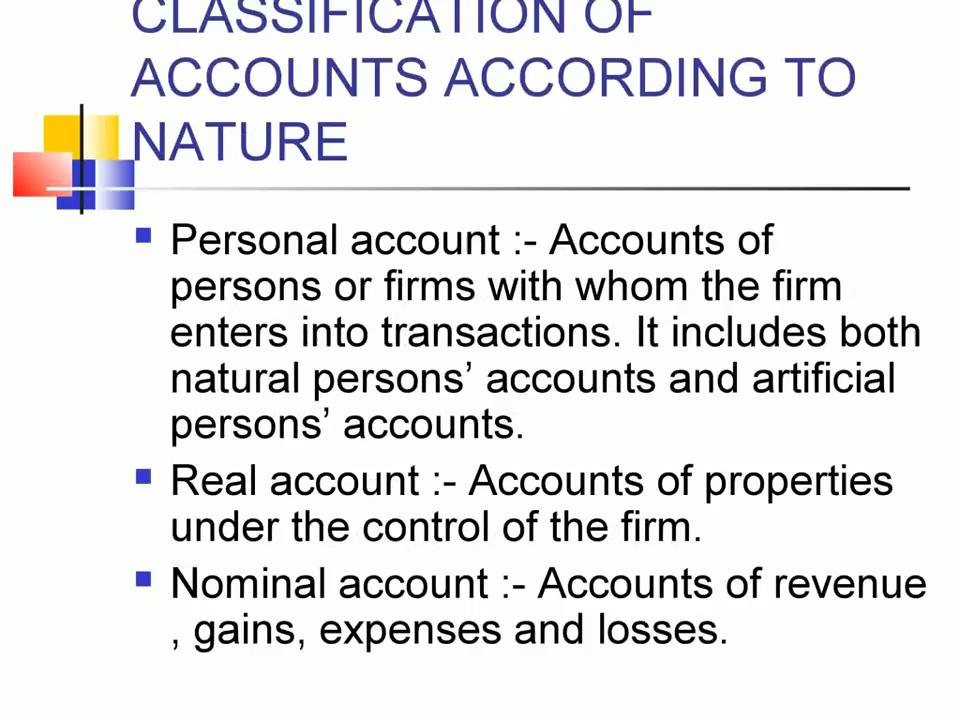 CLASSIFICATION OF
ACCOUNTS ACCORDING TO
NATURE
Personal account :- Accounts of
persons or firms with whom the firm
enters into transactions. It includes both
natural persons’ accounts and artificial
persons’ accounts.
Real account :- Accounts of properties
under the control of the firm.
Nominal account :- Accounts of revenue
, gains, expenses and losses.